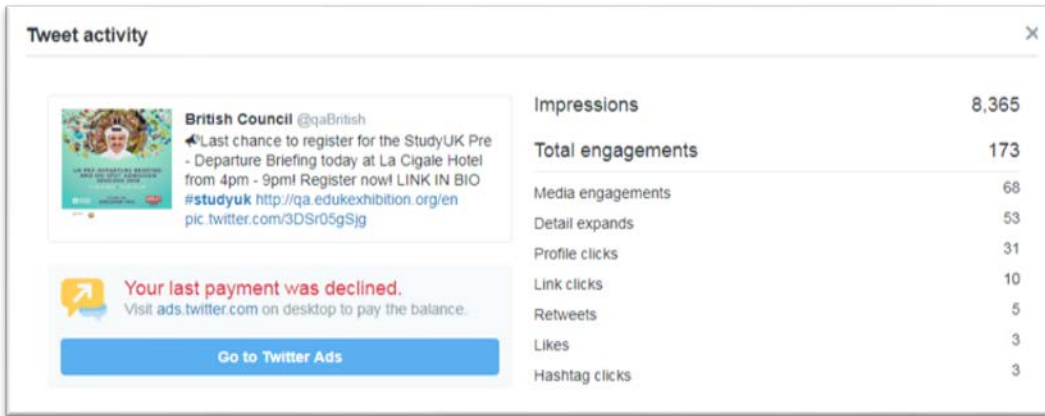 Tweet activity
British Council @qaBritish
Last chance to register for the StudyUK Pre
- Departure Briefing today at La Cigale Hotel
from 4pm - 9pm! Register now! LINK IN BIO
#studyuk http://qa.edukexhibition.org/en
pic.twitter.com/3DSr05gSjg
UK PRE-DEPARTURE BRIEFING
Your last payment was declined.
Visit ads.twitter.com on desktop to pay the balance.
Go to Twitter Ads
Impressions 8,365
Total engagements 173
Media engagements 68
Detail expands 53
Profile clicks 31
Link clicks 10
Retweets 5
Likes 3
Hashtag clicks 3